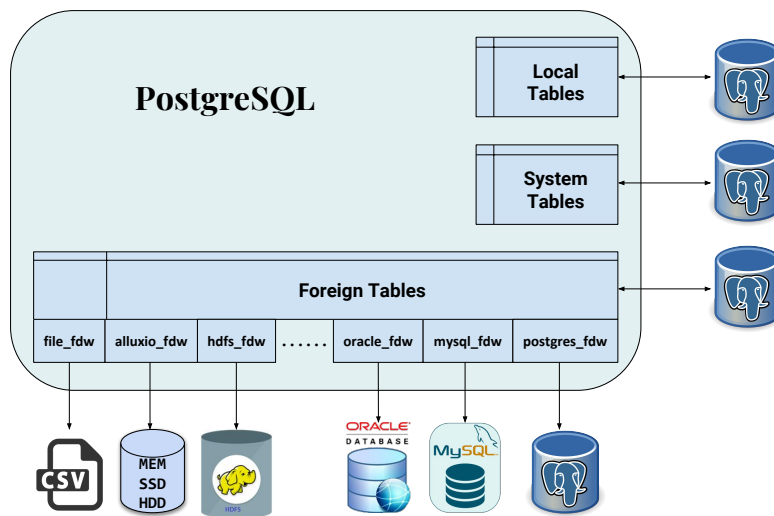 Local
Tables
PostgreSQL
System
Tables
Foreign Tables
file_fdw
alluxio_fdw
hdfs_fdw
......
oracle_fdw
mysql_fdw
postgres_fdw
CSV
MEM
SSD
HDD
HDFS
ORACLE
DATABASE
MySQL